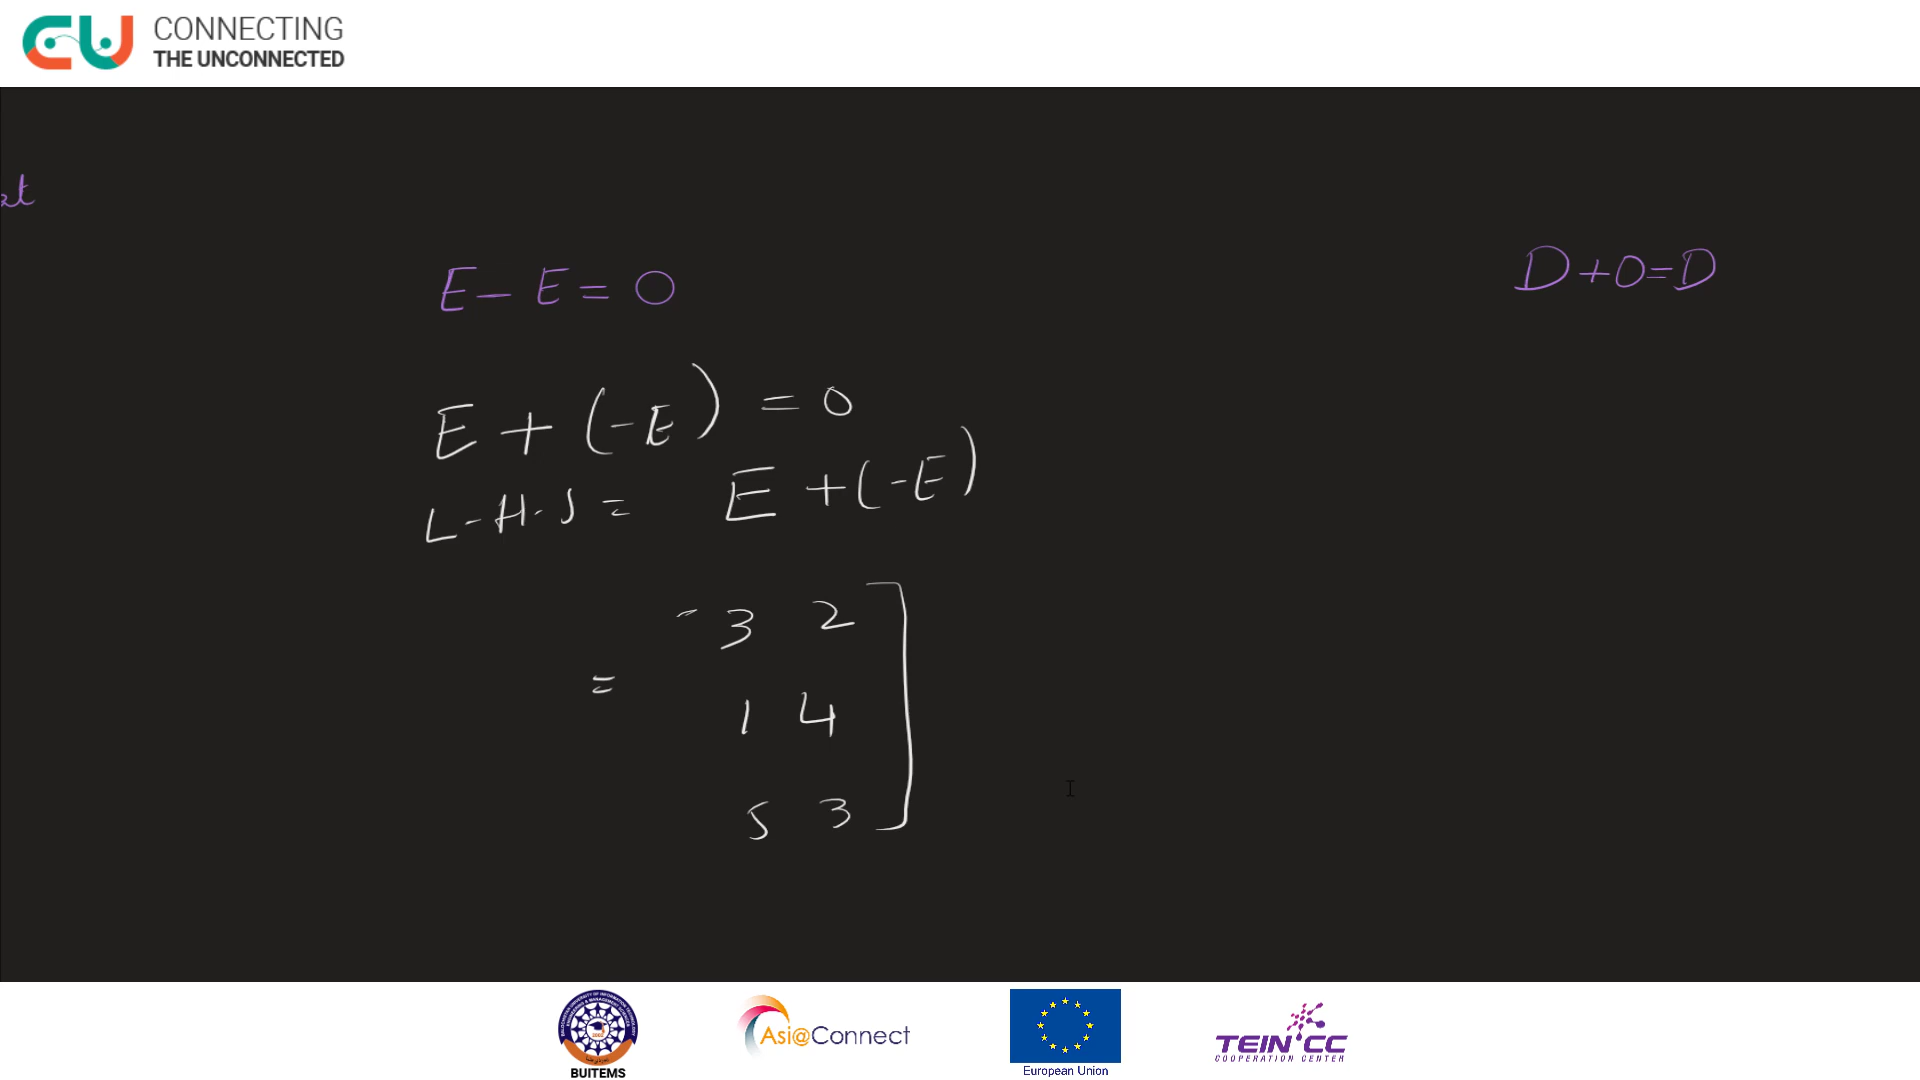 CONNECTING
THE UNCONNECTED
at
E - E = 0
D + 0 = D
E + (-E) = 0
L-H-S = E + (-E)
= 3 2
1 4
5 3
BUITEMS
Asi@Connect
European Union
TEIN*CC
COOPERATION CENTER